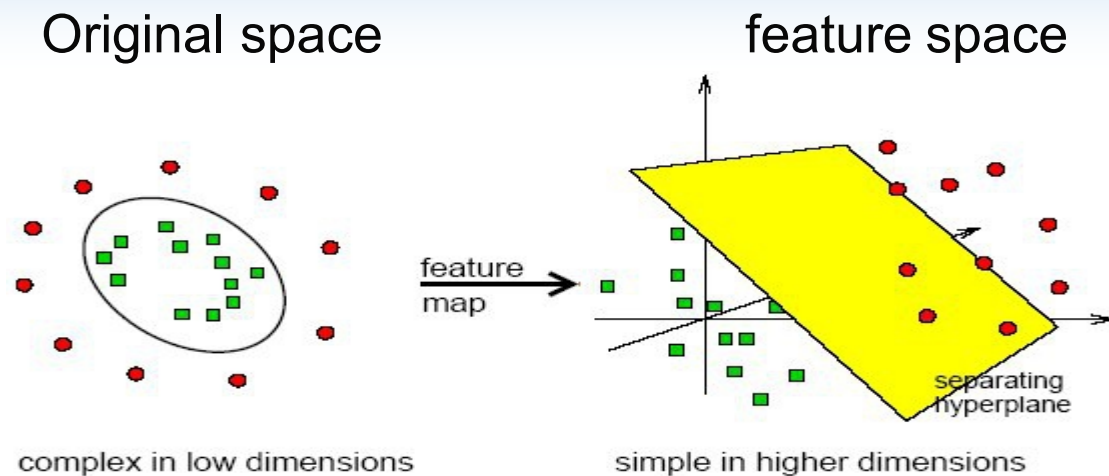 Original space
feature space
feature
map
separating
hyperplane
complex in low dimensions
simple in higher dimensions